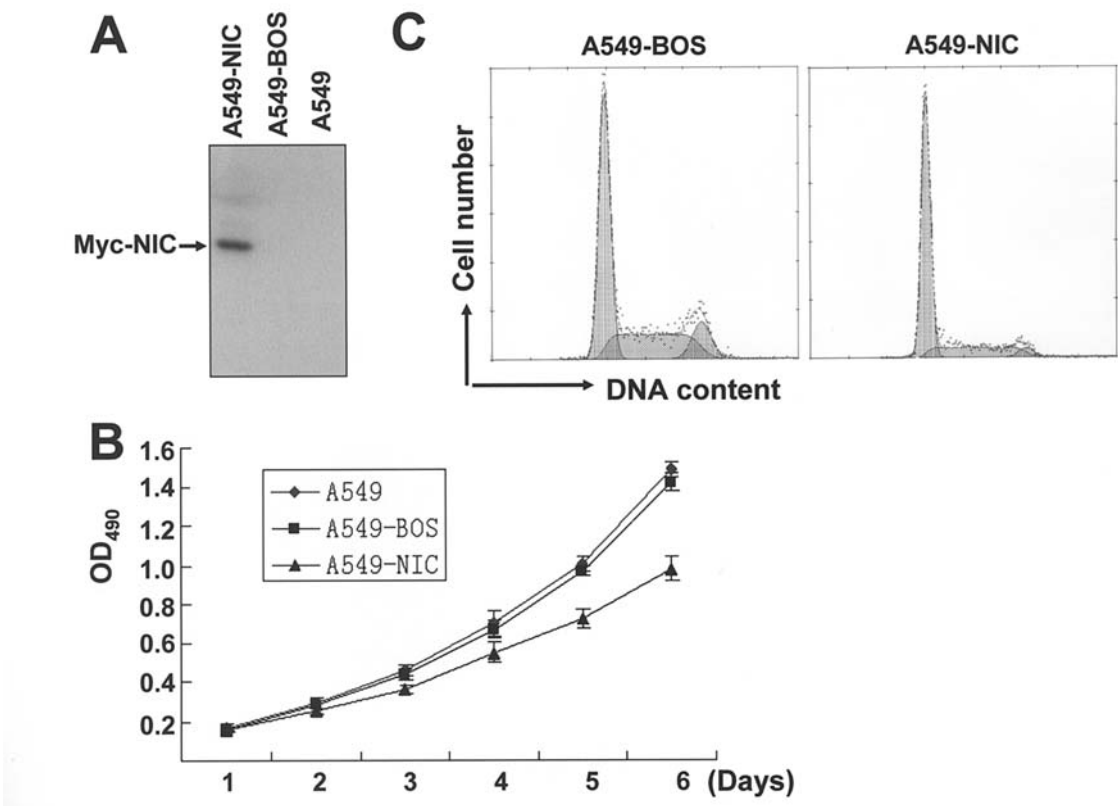 A
A549-NIC
A549-BOS
A549
Myc-NIC
C
A549-BOS
A549-NIC
Cell number
DNA content
B
OD490
1.6
1.4
1.2
1.0
0.8
0.6
0.4
0.2
A549
A549-BOS
A549-NIC
1 2 3 4 5 6 (Days)